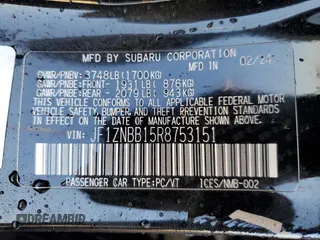 MFD BY SUBARU CORPORATION 02/24
GVWR/PNBV: 3748LB (1700KG)
GAWR/PNBE: FRONT- 1931LB ( 876KG)
GAWR/PNBE: REAR - 2079LB ( 943KG)
THIS VEHICLE CONFORMS TO ALL APPLICABLE
FEDERAL MOTOR VEHICLE SAFETY,
BUMPER, AND THEFT PREVENTION STANDARDS
IN EFFECT ON THE DATE OF MANUFACTURE
SHOWN ABOVE.
VIN: JF1ZNBB15R8753151
PASSENGER CAR TYPE:PC/VT ICES/NMB-002
DREAMBID